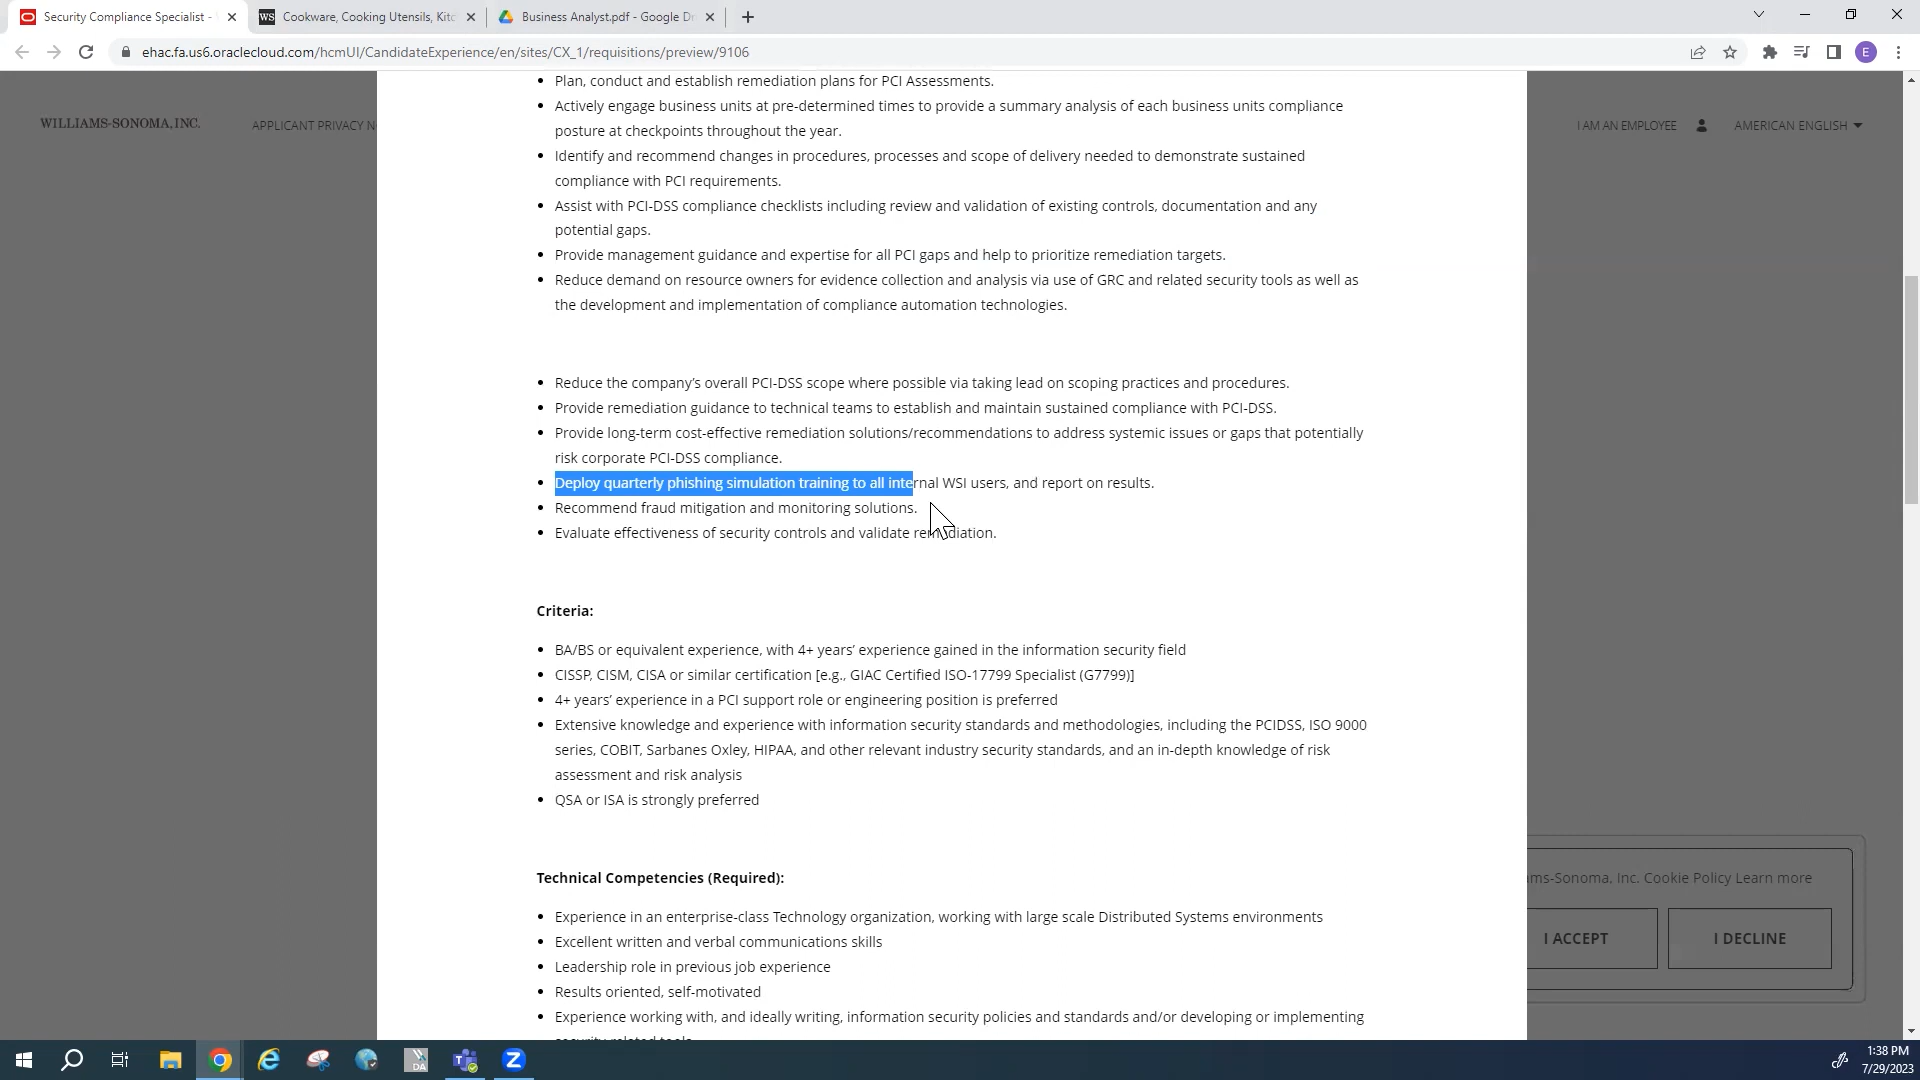 Security Compliance Specialist -
Cookware, Cooking Utensils, Kitc
Business Analyst.pdf - Google D
ehac.fa.us6.oraclecloud.com/hcmUI/CandidateExperience/en/sites/CX_1/requisitions/preview/9106
E
WILLIAMS-SONOMA, INC.
APPLICANT PRIVACY N
I AM AN EMPLOYEE
AMERICAN ENGLISH
• Plan, conduct and establish remediation plans for PCI Assessments.
• Actively engage business units at pre-determined times to provide a summary analysis of each business units compliance
posture at checkpoints throughout the year.
• Identify and recommend changes in procedures, processes and scope of delivery needed to demonstrate sustained
compliance with PCI requirements.
• Assist with PCI-DSS compliance checklists including review and validation of existing controls, documentation and any
potential gaps.
• Provide management guidance and expertise for all PCI gaps and help to prioritize remediation targets.
• Reduce demand on resource owners for evidence collection and analysis via use of GRC and related security tools as well as
the development and implementation of compliance automation technologies.
• Reduce the company’s overall PCI-DSS scope where possible via taking lead on scoping practices and procedures.
• Provide remediation guidance to technical teams to establish and maintain sustained compliance with PCI-DSS.
• Provide long-term cost-effective remediation solutions/recommendations to address systemic issues or gaps that potentially
risk corporate PCI-DSS compliance.
• Deploy quarterly phishing simulation training to all internal WSI users, and report on results.
• Recommend fraud mitigation and monitoring solutions.
• Evaluate effectiveness of security controls and validate remediation.
Criteria:
• BA/BS or equivalent experience, with 4+ years’ experience gained in the information security field
• CISSP, CISM, CISA or similar certification [e.g., GIAC Certified ISO-17799 Specialist (G7799)]
• 4+ years’ experience in a PCI support role or engineering position is preferred
• Extensive knowledge and experience with information security standards and methodologies, including the PCIDSS, ISO 9000
series, COBIT, Sarbanes Oxley, HIPAA, and other relevant industry security standards, and an in-depth knowledge of risk
assessment and risk analysis
• QSA or ISA is strongly preferred
Technical Competencies (Required):
• Experience in an enterprise-class Technology organization, working with large scale Distributed Systems environments
• Excellent written and verbal communications skills
• Leadership role in previous job experience
• Results oriented, self-motivated
• Experience working with, and ideally writing, information security policies and standards and/or developing or implementing
ms-Sonoma, Inc. Cookie Policy Learn more
I ACCEPT
I DECLINE
1:38 PM
7/29/2023